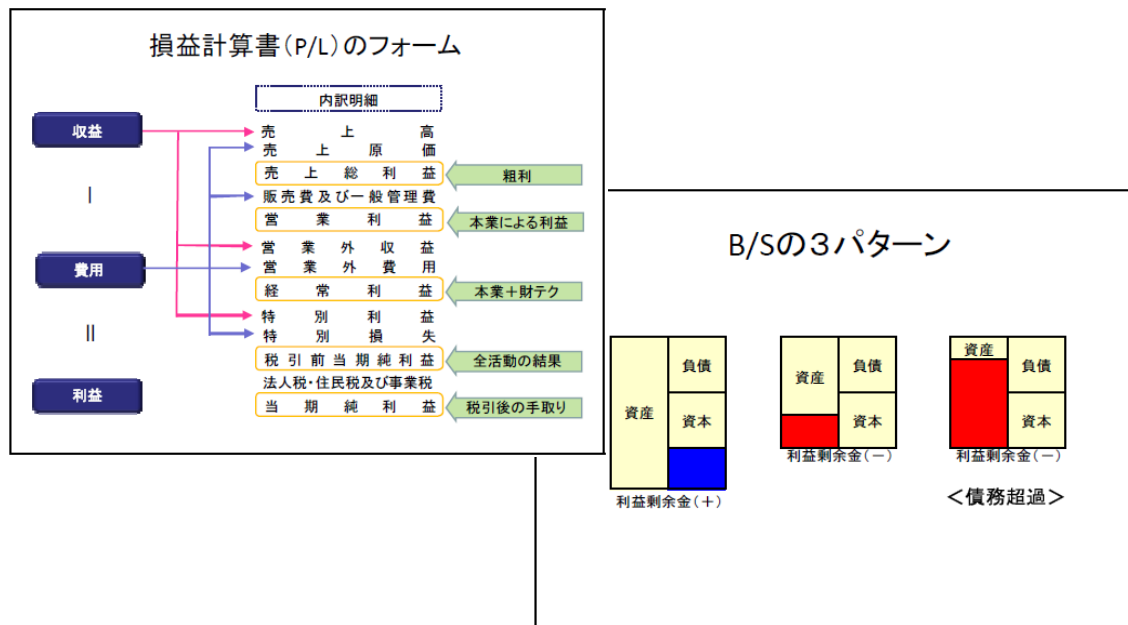 損益計算書(P/L)のフォーム
内訳明細
収益
|
費用
||
利益
売上高
売上原価
売上総利益
粗利
販売費及び一般管理費
営業利益
本業による利益
営業外収益
営業外費用
経常利益
本業+財テク
特別利益
特別損失
税引前当期純利益
全活動の結果
法人税・住民税及び事業税
当期純利益
税引後の手取り
B/Sの3パターン
資産
負債
資本
利益剰余金(+)
資産
負債
資本
利益剰余金(-)
資産
負債
資本
利益剰余金(-)
<債務超過>